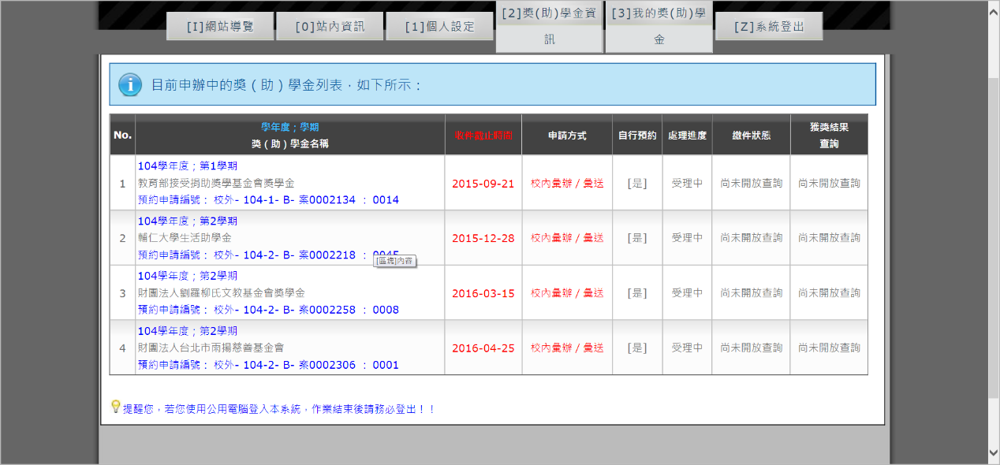 [I]網站導覽
[0]站內資訊
[1]個人設定
[2]獎(助)學金資
訊
[3]我的獎(助)學
金
[Z]系統登出
目前申辦中的獎（助）學金列表，如下所示：
No.
學年度；學期
獎（助）學金名稱
收件截止時間
申請方式
自行預約
處理進度
繳件狀態
獲獎結果
查詢
1
104學年度；第1學期
教育部接受捐助獎學基金會獎學金
預約申請編號： 校外- 104-1- B- 案0002134 ： 0014
2015-09-21
校內彙辦 / 彙送
[是]
受理中
尚未開放查詢
尚未開放查詢
2
104學年度；第2學期
輔仁大學生活助學金
預約申請編號： 校外- 104-2- B- 案0002218 ：
[區塊]內容
2015-12-28
校內彙辦 / 彙送
[是]
受理中
尚未開放查詢
尚未開放查詢
3
104學年度；第2學期
財團法人劉羅柳氏文教基金會獎學金
預約申請編號： 校外- 104-2- B- 案0002258 ： 0008
2016-03-15
校內彙辦 / 彙送
[是]
受理中
尚未開放查詢
尚未開放查詢
4
104學年度；第2學期
財團法人台北市雨揚慈善基金會
預約申請編號： 校外- 104-2- B- 案0002306 ： 0001
2016-04-25
校內彙辦 / 彙送
[是]
受理中
尚未開放查詢
尚未開放查詢
提醒您，若您使用公用電腦登入本系統，作業結束後請務必登出！！